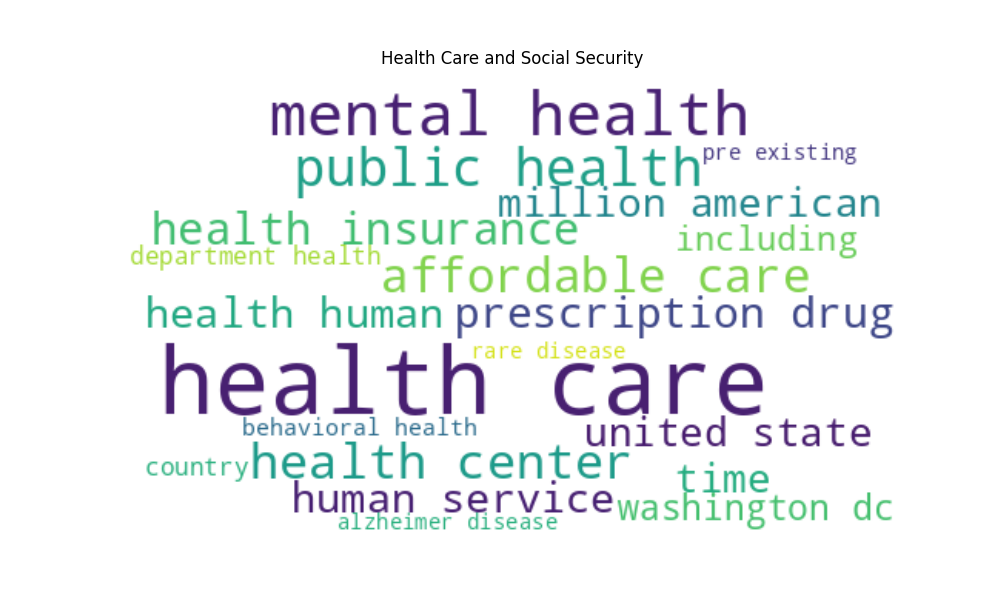 Health Care and Social Security
mental health
public health
pre existing
million american
health insurance
including
department health
affordable care
health human
prescription drug
rare disease
health care
behavioral health
united state
country
health center
time
human service
washington dc
alzheimer disease